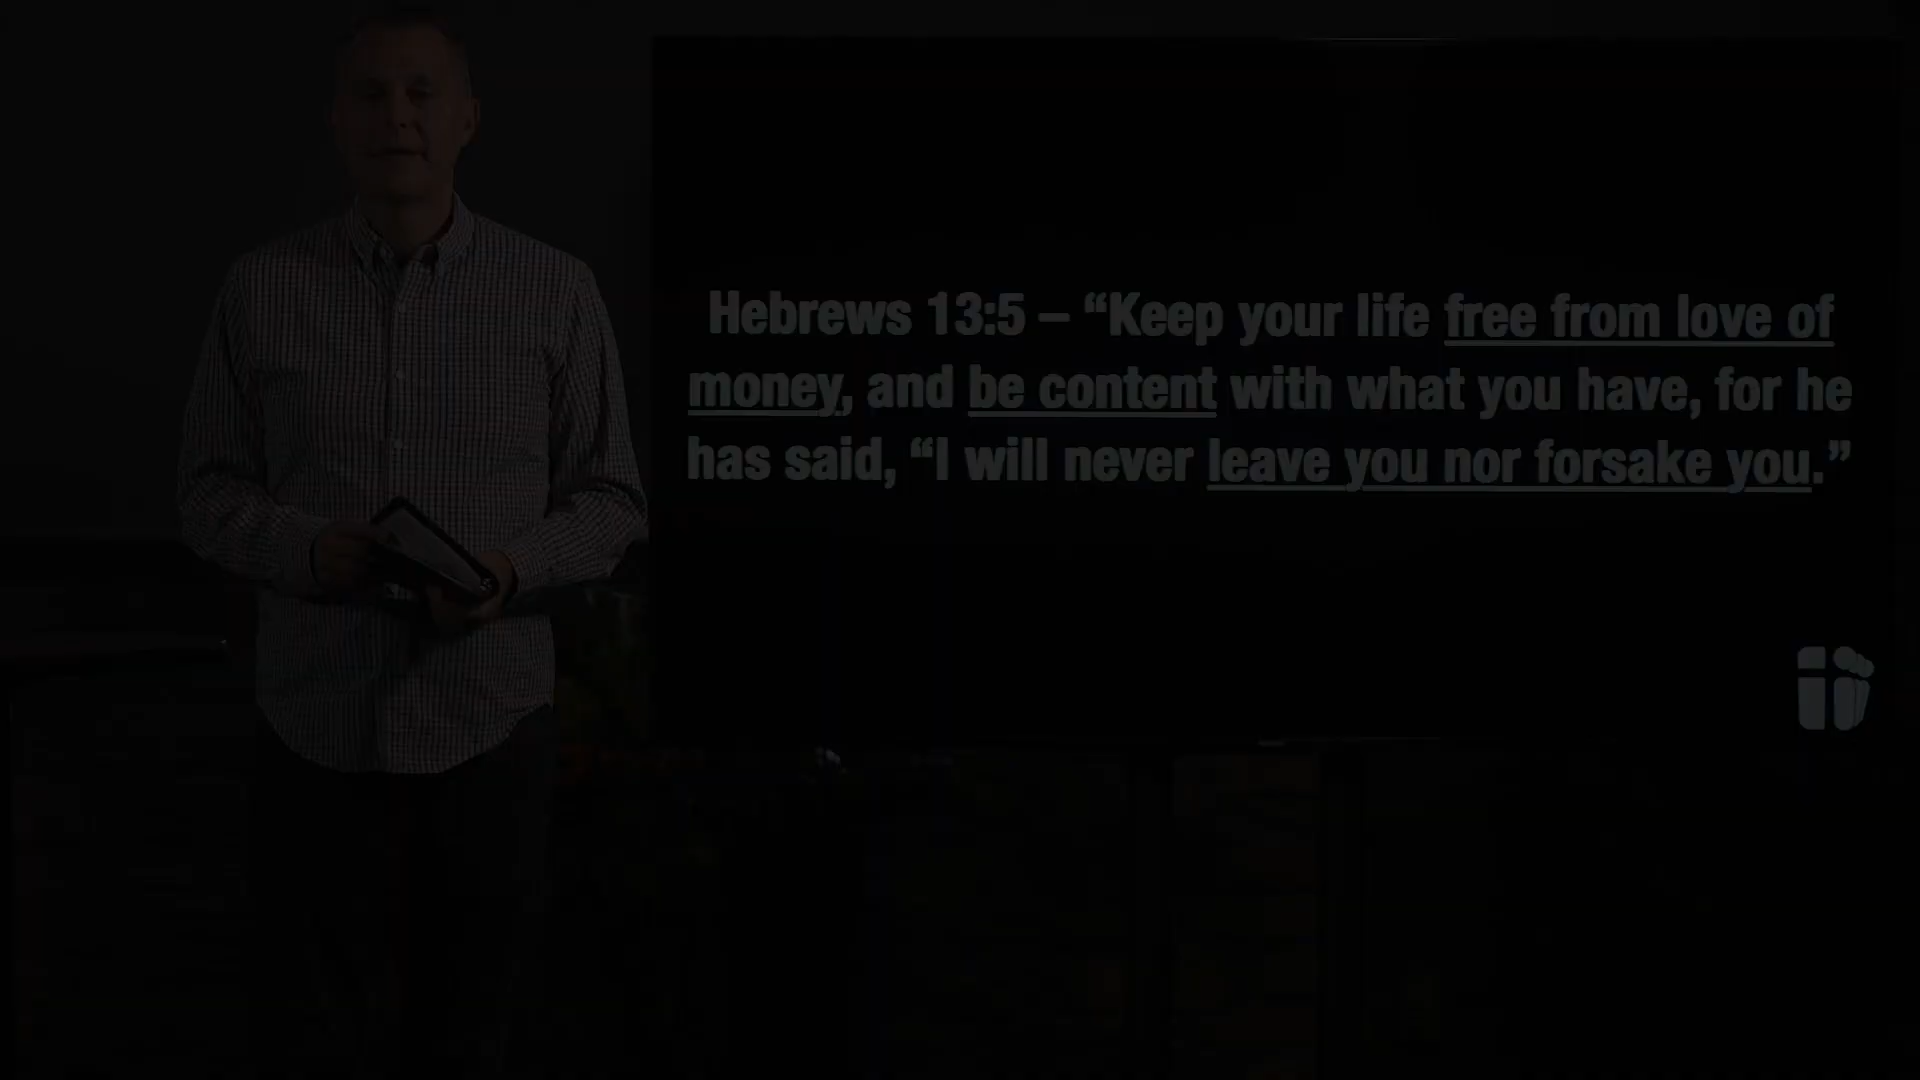 Hebrews 13:5 – “Keep your life free from love of
money, and be content with what you have, for he
has said, “I will never leave you nor forsake you.”